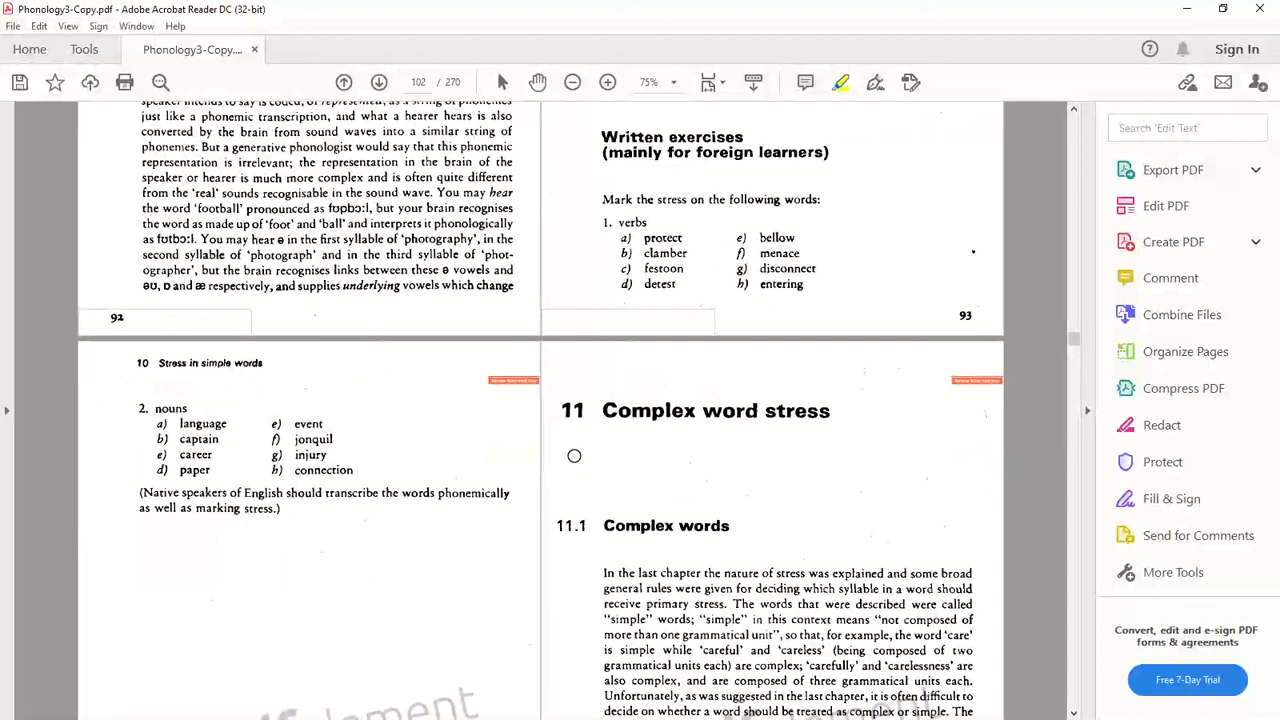 Phonology3-Copy.pdf - Adobe Acrobat Reader DC (32-bit)
File Edit View Sign Window Help
Home Tools Phonology3-Copy.... × Sign In
102 / 270 75%
speaker intends to say is coded, or represented, as a string of phonemes
just like a phonemic transcription, and what a hearer hears is also
converted by the brain from sound waves into a similar string of
phonemes. But a generative phonologist would say that this phonemic
representation is irrelevant; the representation in the brain of the
speaker or hearer is much more complex and is often quite different
from the 'real' sounds recognisable in the sound wave. You may hear
the word 'football' pronounced as fʊpbɔːl, but your brain recognises
the word as made up of 'foot' and 'ball' and interprets it phonologically
as fʊtbɔːl. You may hear ə in the first syllable of 'photography', in the
second syllable of 'photograph' and in the third syllable of 'phot-
ographer', but the brain recognises links between these ə vowels and
əʊ, ɒ and æ respectively, and supplies underlying vowels which change
92
Written exercises
(mainly for foreign learners)
Mark the stress on the following words:
1. verbs
a) protect e) bellow
b) clamber f) menace
c) festoon g) disconnect
d) detest h) entering
93
10 Stress in simple words
2. nouns
a) language e) event
b) captain f) jonquil
e) career g) injury
d) paper h) connection
(Native speakers of English should transcribe the words phonemically
as well as marking stress.)
11 Complex word stress
11.1 Complex words
In the last chapter the nature of stress was explained and some broad
general rules were given for deciding which syllable in a word should
receive primary stress. The words that were described were called
"simple" words; "simple" in this context means "not composed of
more than one grammatical unit", so that, for example, the word 'care'
is simple while 'careful' and 'careless' (being composed of two
grammatical units each) are complex; 'carefully' and 'carelessness' are
also complex, and are composed of three grammatical units each.
Unfortunately, as was suggested in the last chapter, it is often difficult to
decide on whether a word should be treated as complex or simple. The
Search 'Edit Text'
Export PDF
Edit PDF
Create PDF
Comment
Combine Files
Organize Pages
Compress PDF
Redact
Protect
Fill & Sign
Send for Comments
More Tools
Convert, edit and e-sign PDF
forms & agreements
Free 7-Day Trial